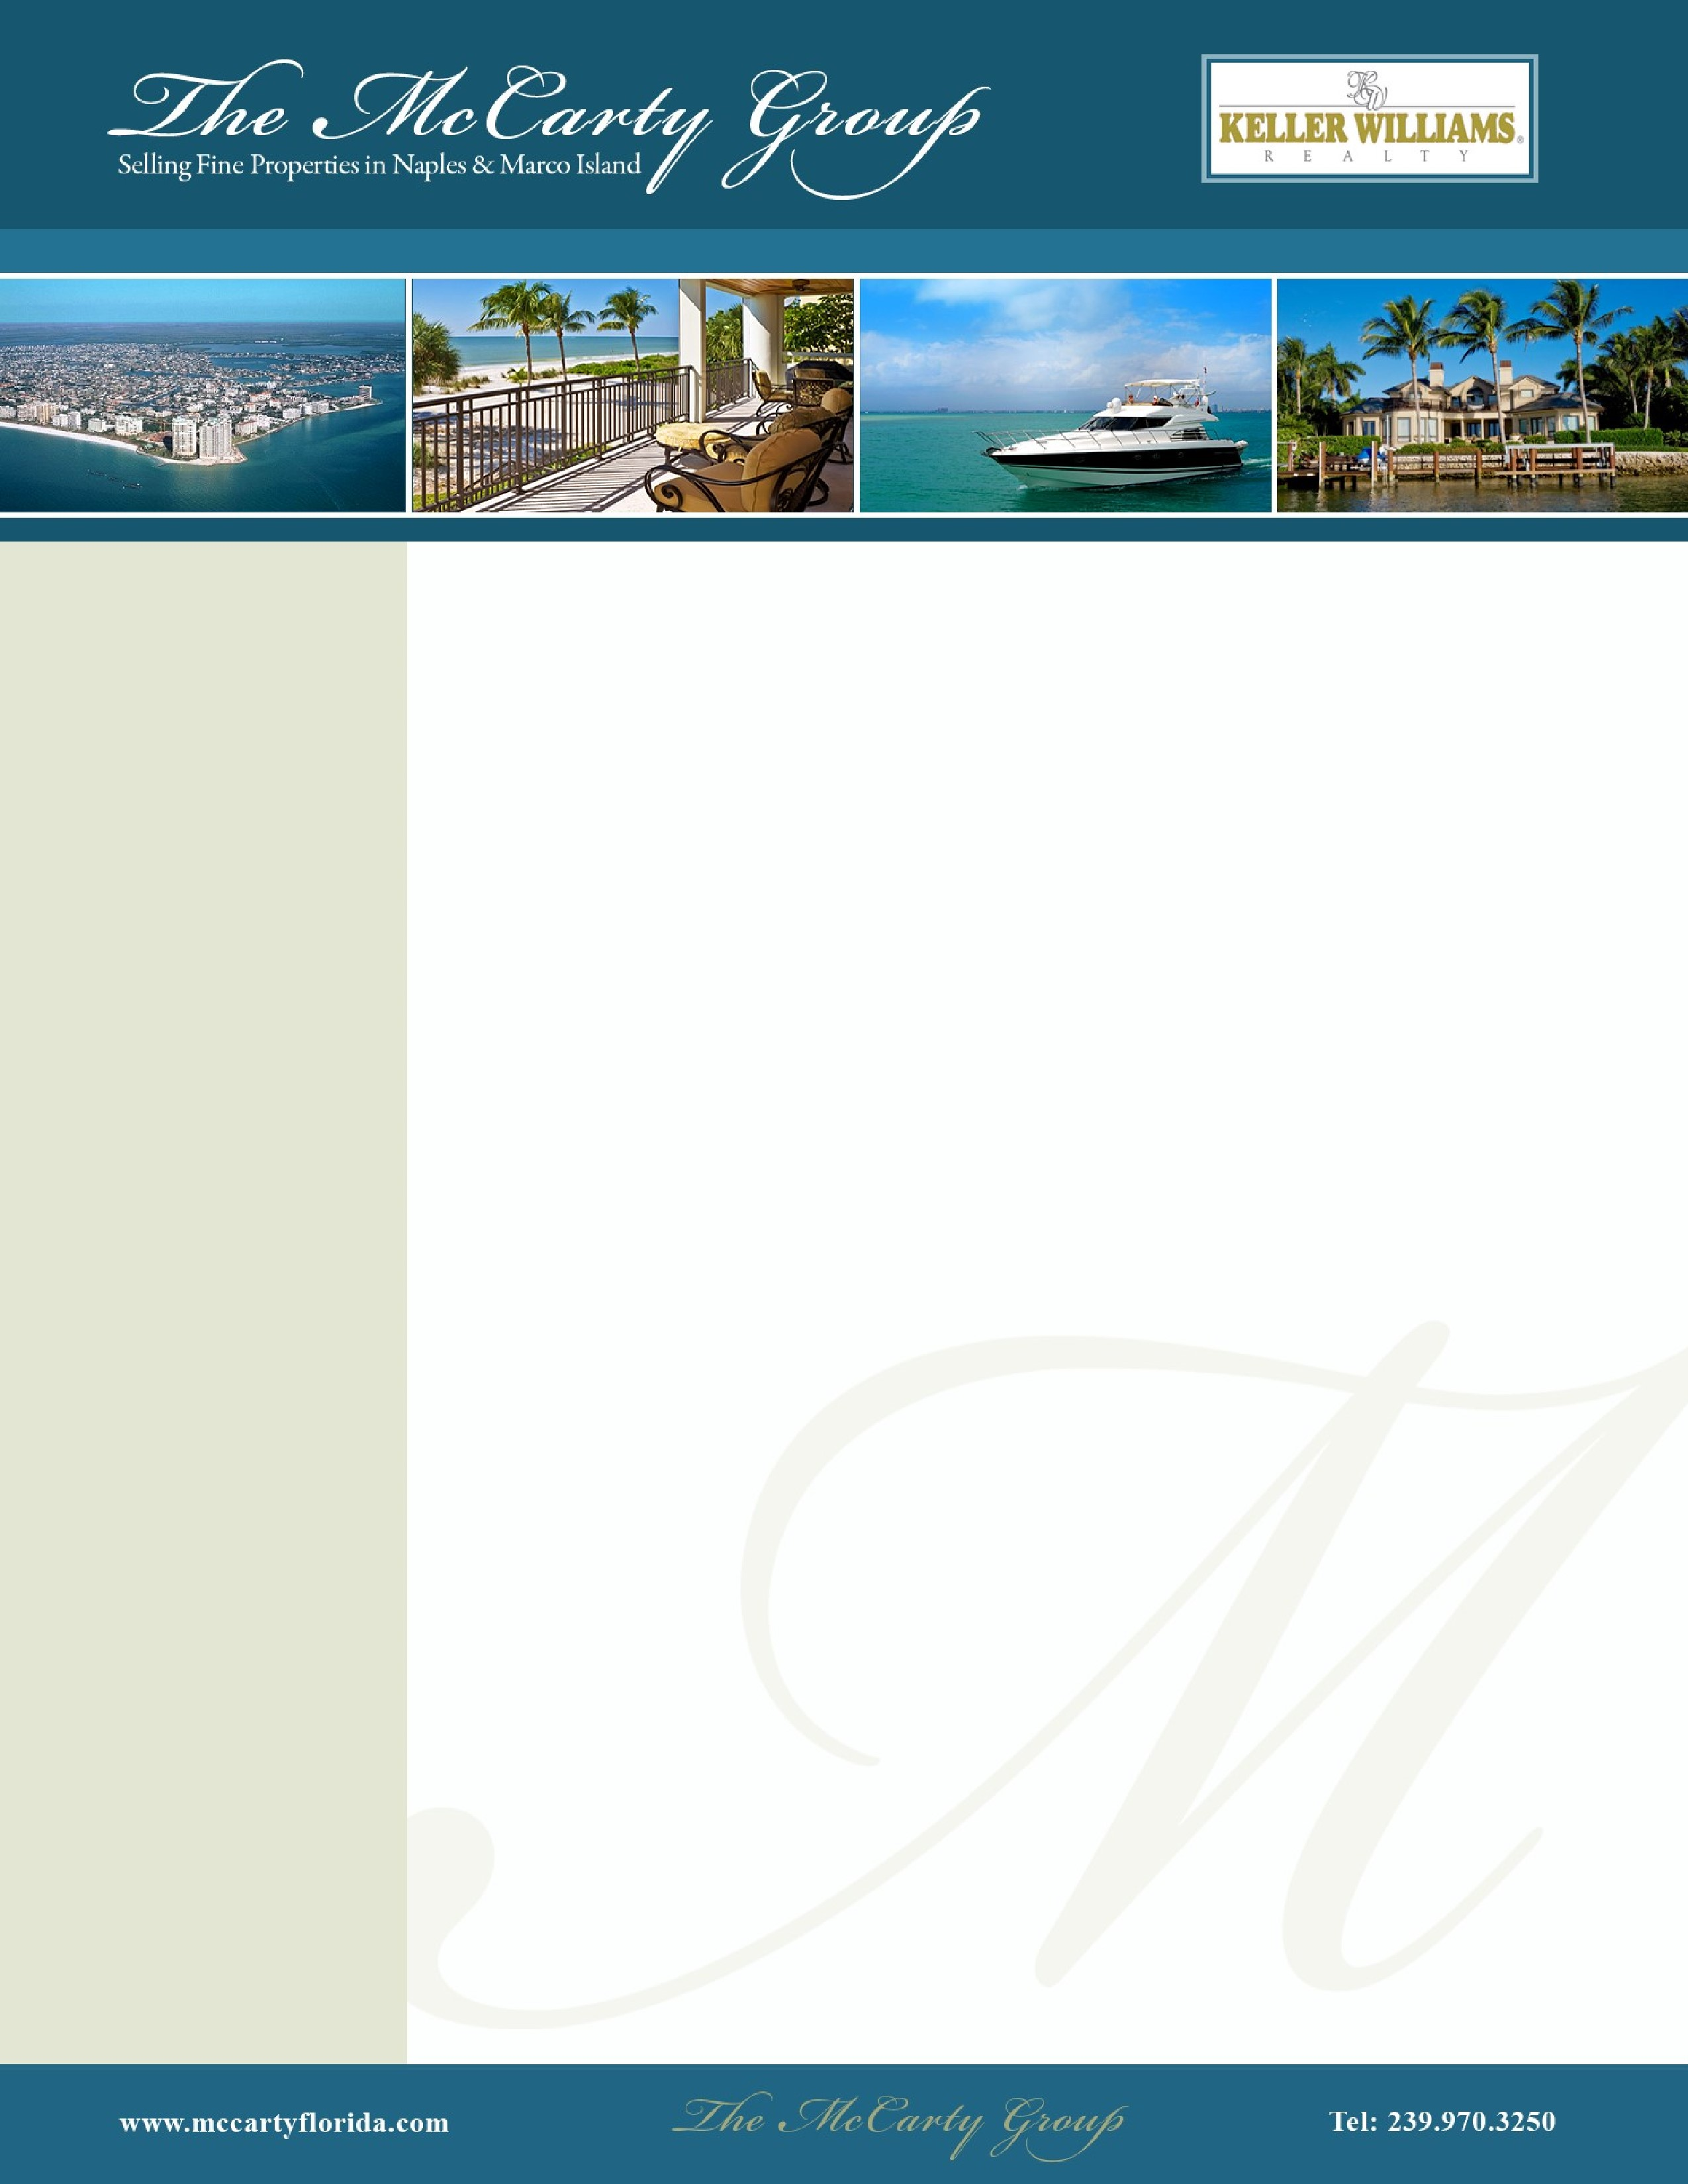 The McCarty Group
Selling Fine Properties in Naples & Marco Island
KW
KELLER WILLIAMS®
REALTY
M
www.mccartyflorida.com
The McCarty Group
Tel: 239.970.3250